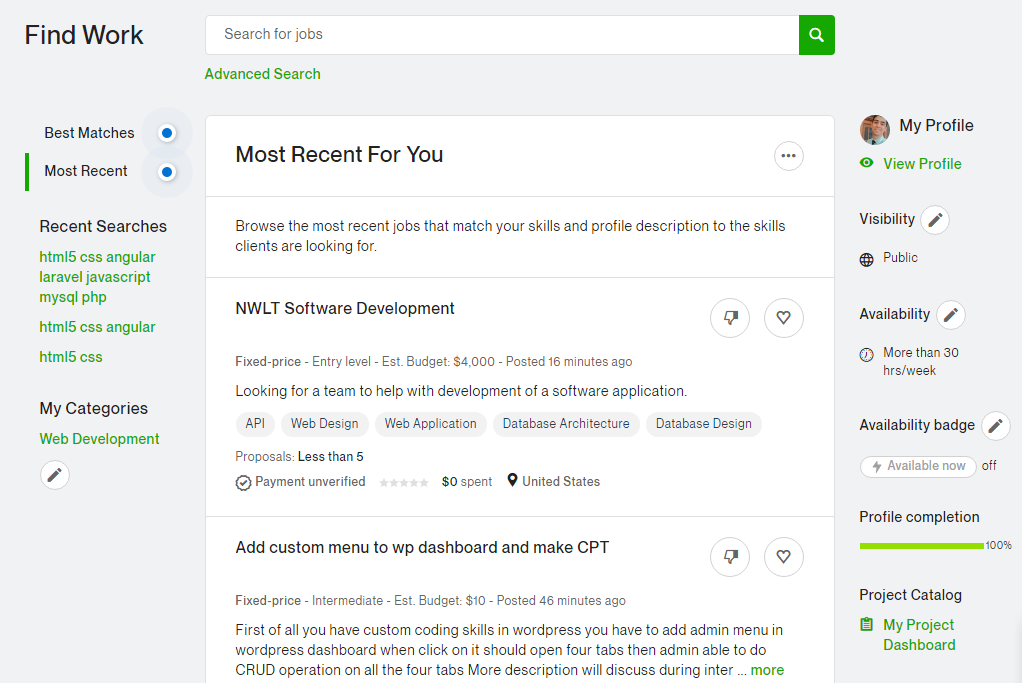 Find Work
Search for jobs
Advanced Search
Best Matches
Most Recent
Recent Searches
html5 css angular
laravel javascript
mysql php
html5 css angular
html5 css
My Categories
Web Development
Most Recent For You
Browse the most recent jobs that match your skills and profile description to the skills
clients are looking for.
NWLT Software Development
Fixed-price - Entry level - Est. Budget: $4,000 - Posted 16 minutes ago
Looking for a team to help with development of a software application.
API Web Design Web Application Database Architecture Database Design
Proposals: Less than 5
Payment unverified $0 spent United States
Add custom menu to wp dashboard and make CPT
Fixed-price - Intermediate - Est. Budget: $10 - Posted 46 minutes ago
First of all you have custom coding skills in wordpress you have to add admin menu in
wordpress dashboard when click on it should open four tabs then admin able to do
CRUD operation on all the four tabs More description will discuss during inter ... more
My Profile
View Profile
Visibility
Public
Availability
More than 30
hrs/week
Availability badge
Available now off
Profile completion
100%
Project Catalog
My Project
Dashboard